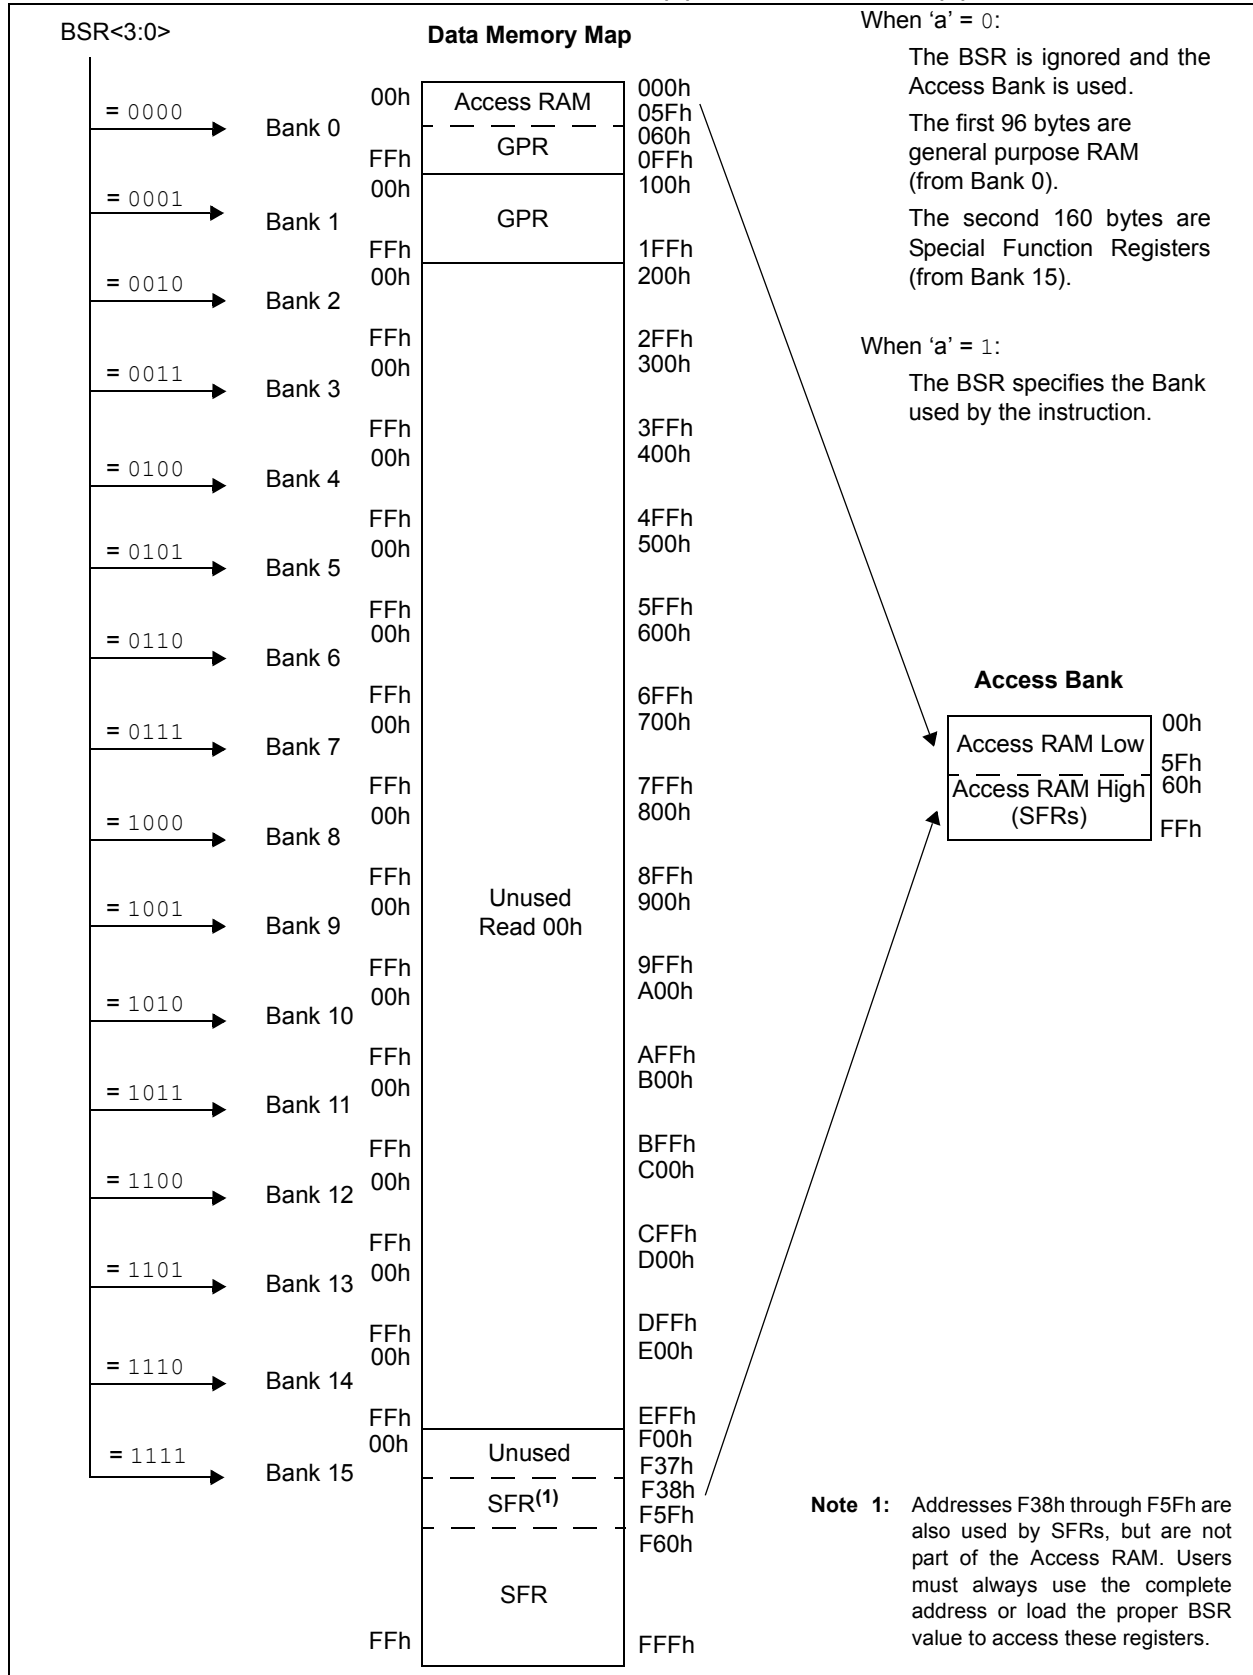 BSR<3:0>
Data Memory Map
When ‘a’ = 0:
The BSR is ignored and the
Access Bank is used.
The first 96 bytes are
general purpose RAM
(from Bank 0).
The second 160 bytes are
Special Function Registers
(from Bank 15).
When ‘a’ = 1:
The BSR specifies the Bank
used by the instruction.
= 0000
Bank 0
00h
Access RAM
000h
05Fh
060h
GPR
FFh
0FFh
= 0001
Bank 1
00h
100h
GPR
FFh
1FFh
= 0010
Bank 2
00h
200h
FFh
2FFh
= 0011
Bank 3
00h
300h
FFh
3FFh
= 0100
Bank 4
00h
400h
FFh
4FFh
= 0101
Bank 5
00h
500h
FFh
5FFh
= 0110
Bank 6
00h
600h
FFh
6FFh
= 0111
Bank 7
00h
700h
FFh
7FFh
= 1000
Bank 8
00h
800h
FFh
8FFh
= 1001
Bank 9
00h
900h
Unused
Read 00h
FFh
9FFh
= 1010
Bank 10
00h
A00h
FFh
AFFh
= 1011
Bank 11
00h
B00h
FFh
BFFh
= 1100
Bank 12
00h
C00h
FFh
CFFh
= 1101
Bank 13
00h
D00h
FFh
DFFh
= 1110
Bank 14
00h
E00h
FFh
EFFh
= 1111
Bank 15
00h
F00h
Unused
F37h
F38h
SFR(1)
F5Fh
F60h
SFR
FFh
FFFh
Access Bank
00h
Access RAM Low
5Fh
60h
Access RAM High
(SFRs)
FFh
Note 1: Addresses F38h through F5Fh are
also used by SFRs, but are not
part of the Access RAM. Users
must always use the complete
address or load the proper BSR
value to access these registers.